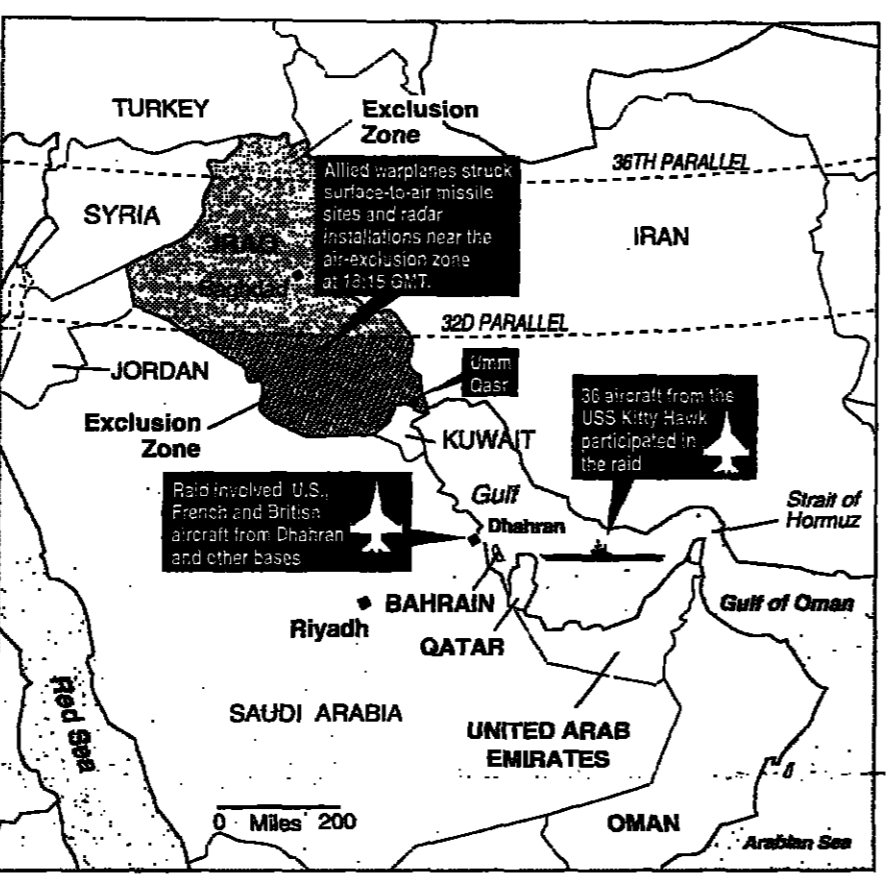 TURKEY
Exclusion
Zone
36TH PARALLEL
Allied warplanes struck
surface-to-air missile
sites and radar
installations near the
air-exclusion zone
at 18:15 GMT.
SYRIA
IRAQ
IRAN
Baghdad
32D PARALLEL
JORDAN
Umm
Qasr
Exclusion
Zone
KUWAIT
36 aircraft from the
USS Kitty Hawk
participated in
the raid
Raid involved U.S.,
French and British
aircraft from Dhahran
and other bases
Gulf
Dhahran
Strait of
Hormuz
BAHRAIN
Riyadh
QATAR
Gulf of Oman
Red Sea
SAUDI ARABIA
UNITED ARAB
EMIRATES
0 Miles 200
OMAN
Arabian Sea